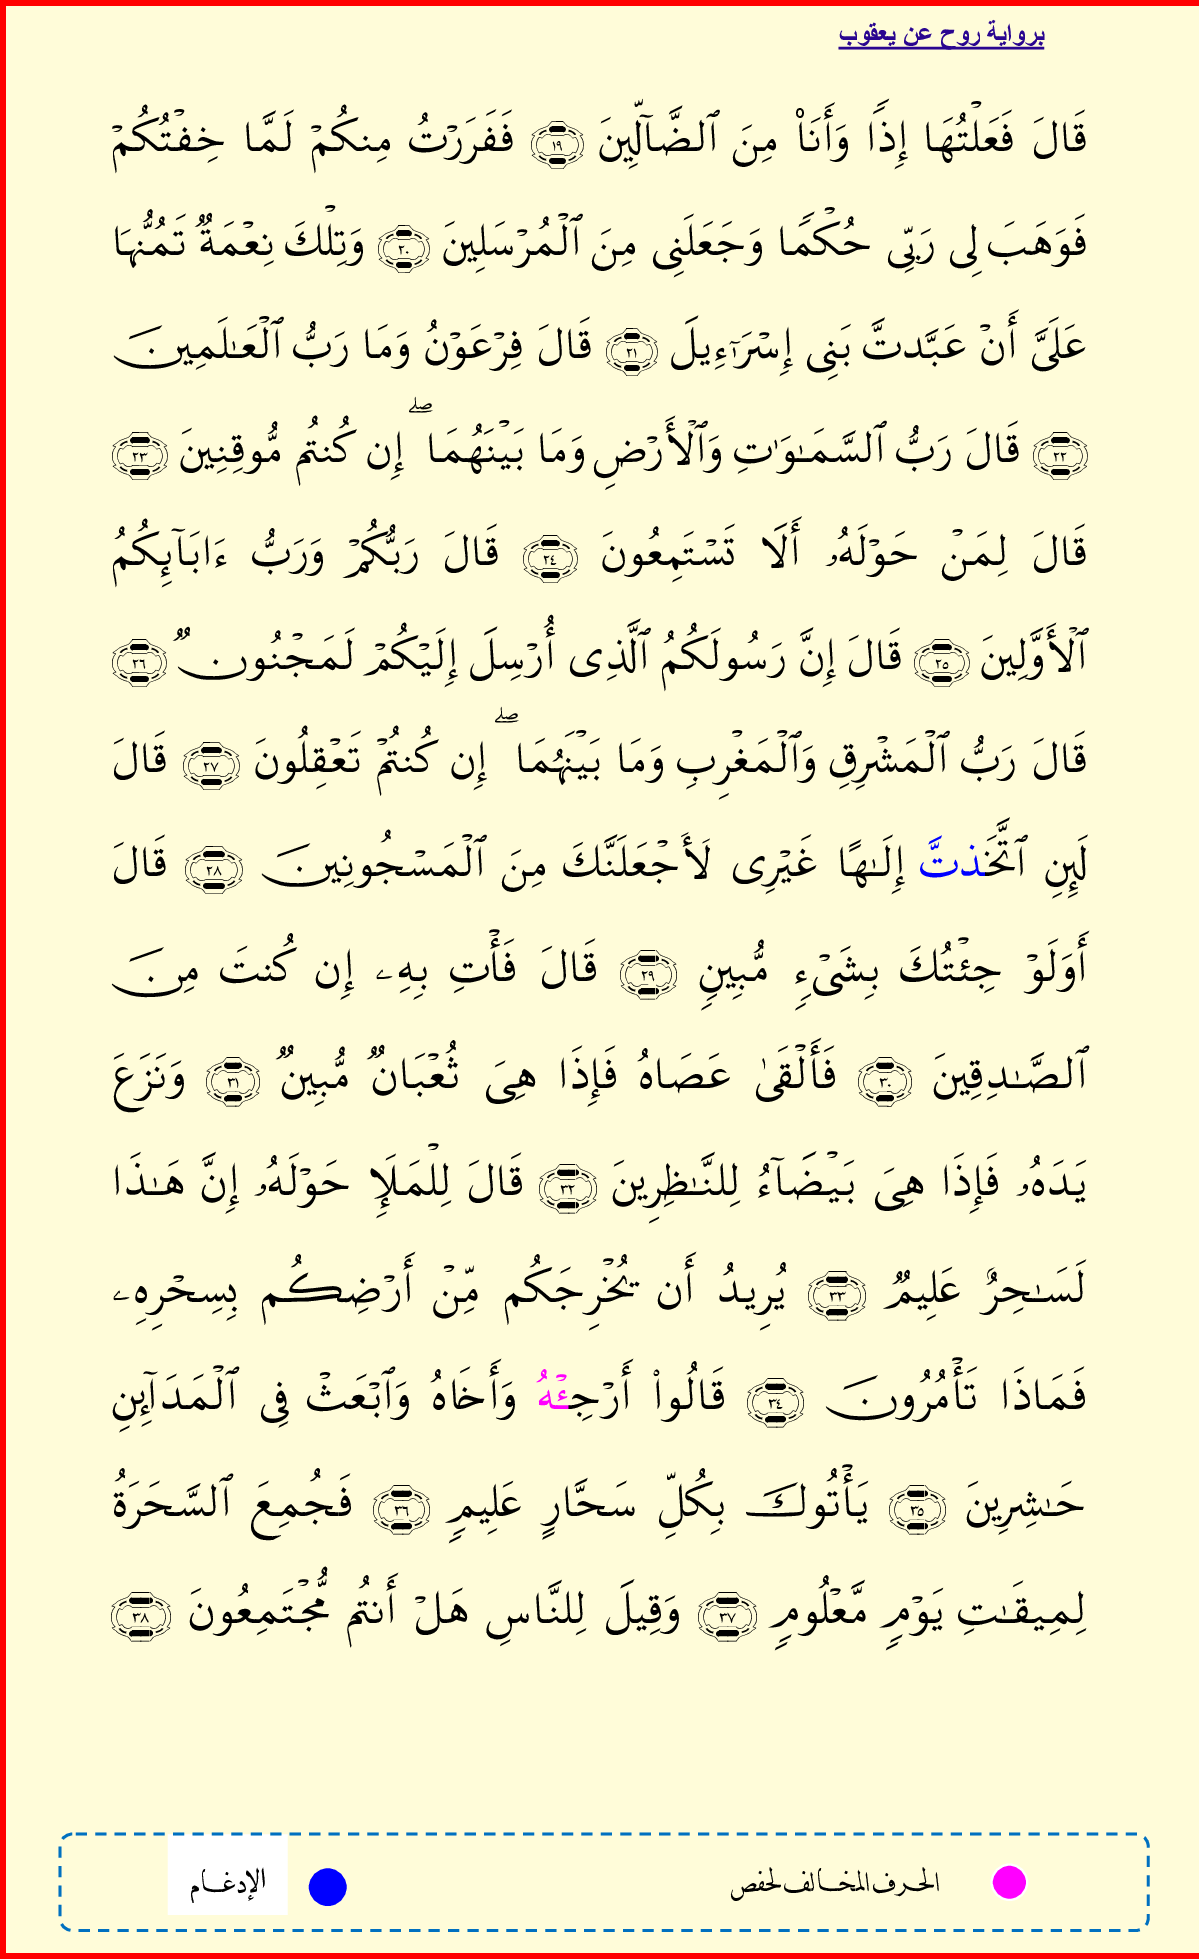 برواية روح عن يعقوب
قَالَ فَعَلْتُهَا إِذًا وَأَنَا۠ مِنَ ٱلضَّآلِّينَ ١٩ فَفَرَرْتُ مِنكُمْ لَمَّا خِفْتُكُمْ
فَوَهَبَ لِى رَبِّى حُكْمًا وَجَعَلَنِى مِنَ ٱلْمُرْسَلِينَ ٢٠ وَتِلْكَ نِعْمَةٌ تَمُنُّهَا
عَلَىَّ أَنْ عَبَّدتَّ بَنِى إِسْرَٰٓءِيلَ ٢١ قَالَ فِرْعَوْنُ وَمَا رَبُّ ٱلْعَـٰلَمِينَ
٢٢ قَالَ رَبُّ ٱلسَّمَـٰوَٰتِ وَٱلْأَرْضِ وَمَا بَيْنَهُمَا ۖ إِن كُنتُم مُّوقِنِينَ ٢٣
قَالَ لِمَنْ حَوْلَهُۥ أَلَا تَسْتَمِعُونَ ٢٤ قَالَ رَبُّكُمْ وَرَبُّ ءَابَآئِكُمُ
ٱلْأَوَّلِينَ ٢٥ قَالَ إِنَّ رَسُولَكُمُ ٱلَّذِى أُرْسِلَ إِلَيْكُمْ لَمَجْنُونٌ ٢٦
قَالَ رَبُّ ٱلْمَشْرِقِ وَٱلْمَغْرِبِ وَمَا بَيْنَهُمَا ۖ إِن كُنتُمْ تَعْقِلُونَ ٢٧ قَالَ
لَئِنِ ٱتَّخَذتَّ إِلَـٰهًا غَيْرِى لَأَجْعَلَنَّكَ مِنَ ٱلْمَسْجُونِينَ ٢٨ قَالَ
أَوَلَوْ جِئْتُكَ بِشَىْءٍ مُّبِينٍ ٢٩ قَالَ فَأْتِ بِهِۦ إِن كُنتَ مِنَ
ٱلصَّـٰدِقِينَ ٣٠ فَأَلْقَىٰ عَصَاهُ فَإِذَا هِىَ ثُعْبَانٌ مُّبِينٌ ٣١ وَنَزَعَ
يَدَهُۥ فَإِذَا هِىَ بَيْضَآءُ لِلنَّـٰظِرِينَ ٣٢ قَالَ لِلْمَلَإِ حَوْلَهُۥ إِنَّ هَـٰذَا
لَسَـٰحِرٌ عَلِيمٌ ٣٣ يُرِيدُ أَن يُخْرِجَكُم مِّنْ أَرْضِكُم بِسِحْرِهِۦ
فَمَاذَا تَأْمُرُونَ ٣٤ قَالُوا۟ أَرْجِئْهُ وَأَخَاهُ وَٱبْعَثْ فِى ٱلْمَدَآئِنِ
حَـٰشِرِينَ ٣٥ يَأْتُوكَ بِكُلِّ سَحَّارٍ عَلِيمٍ ٣٦ فَجُمِعَ ٱلسَّحَرَةُ
لِمِيقَـٰتِ يَوْمٍ مَّعْلُومٍ ٣٧ وَقِيلَ لِلنَّاسِ هَلْ أَنتُم مُّجْتَمِعُونَ ٣٨
الحرف المخالف لحفص
الإدغام